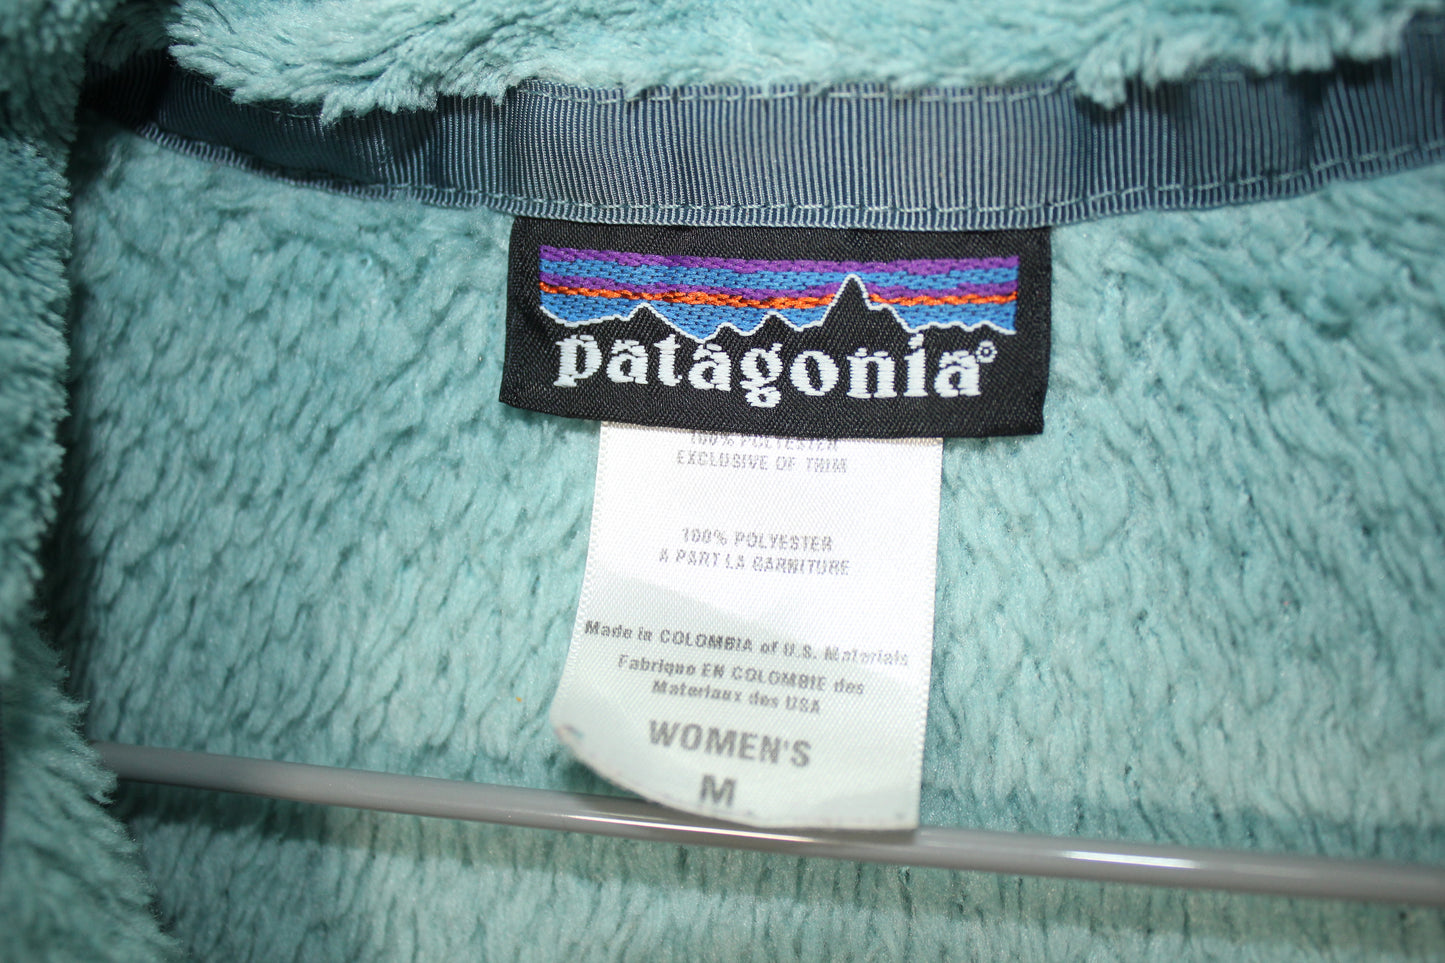 patagonia®
100% POLYESTER
EXCLUSIVE OF TRIM
100% POLYESTER
A PART LA GARNITURE
Made in COLOMBIA of U.S. Materials
Fabrique EN COLOMBIE des
Materiaux des USA
WOMEN'S
M